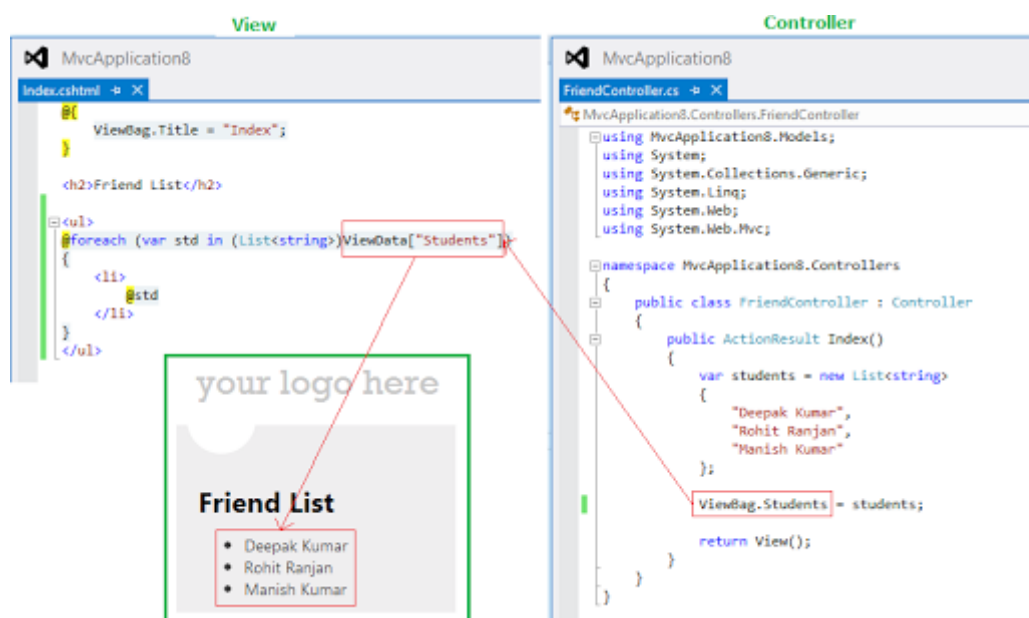 View
MvcApplication8
Index.cshtml
@{
ViewBag.Title = "Index";
}
<h2>Friend List</h2>
<ul>
@foreach (var std in (List<string>)ViewData["Students"])
{
<li>
@std
</li>
}
</ul>
your logo here
Friend List
Deepak Kumar
Rohit Ranjan
Manish Kumar
Controller
MvcApplication8
FriendController.cs
MvcApplication8.Controllers.FriendController
using MvcApplication8.Models;
using System;
using System.Collections.Generic;
using System.Linq;
using System.Web;
using System.Web.Mvc;
namespace MvcApplication8.Controllers
{
public class FriendController : Controller
{
public ActionResult Index()
{
var students = new List<string>
{
"Deepak Kumar",
"Rohit Ranjan",
"Manish Kumar"
};
ViewBag.Students = students;
return View();
}
}
}